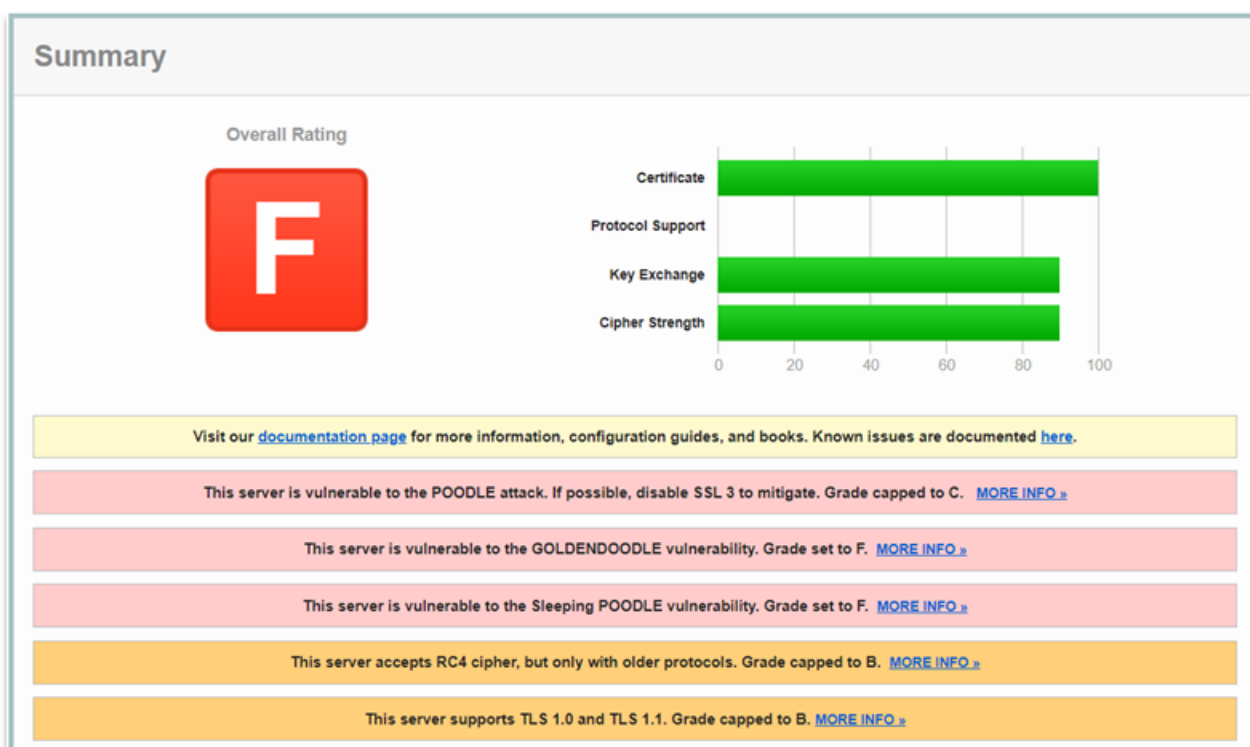 Summary
Overall Rating
F
Certificate
Protocol Support
Key Exchange
Cipher Strength
0 20 40 60 80 100
Visit our documentation page for more information, configuration guides, and books. Known issues are documented here.
This server is vulnerable to the POODLE attack. If possible, disable SSL 3 to mitigate. Grade capped to C. MORE INFO »
This server is vulnerable to the GOLDENDOODLE vulnerability. Grade set to F. MORE INFO »
This server is vulnerable to the Sleeping POODLE vulnerability. Grade set to F. MORE INFO »
This server accepts RC4 cipher, but only with older protocols. Grade capped to B. MORE INFO »
This server supports TLS 1.0 and TLS 1.1. Grade capped to B. MORE INFO »